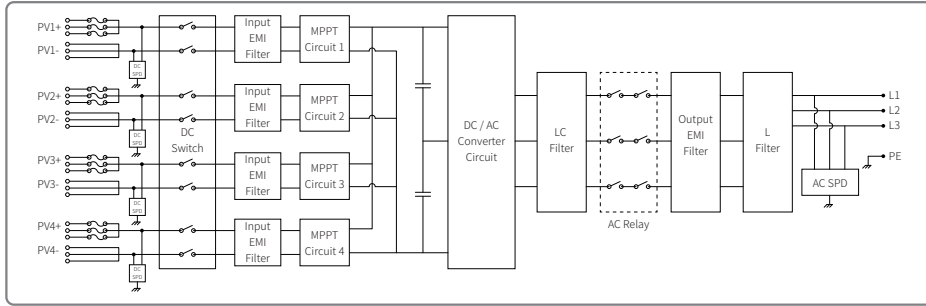 PV1+
PV1-
DC
SPD
Input
EMI
Filter
MPPT
Circuit 1
PV2+
PV2-
DC
SPD
Input
EMI
Filter
MPPT
Circuit 2
PV3+
PV3-
DC
SPD
Input
EMI
Filter
MPPT
Circuit 3
PV4+
PV4-
DC
SPD
Input
EMI
Filter
MPPT
Circuit 4
DC
Switch
DC / AC
Converter
Circuit
LC
Filter
AC Relay
Output
EMI
Filter
L
Filter
L1
L2
L3
PE
AC SPD